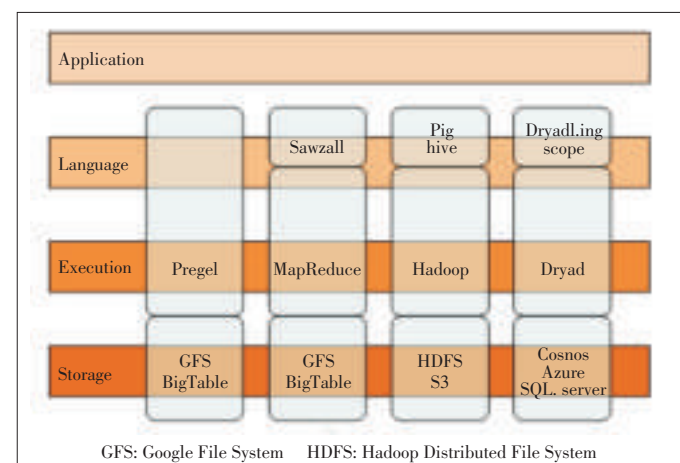 Application
Language
Sawzall
Pig
hive
Dryadl.ing
scope
Execution
Pregel
MapReduce
Hadoop
Dryad
Storage
GFS
BigTable
GFS
BigTable
HDFS
S3
Cosnos
Azure
SQL. server
GFS: Google File System HDFS: Hadoop Distributed File System